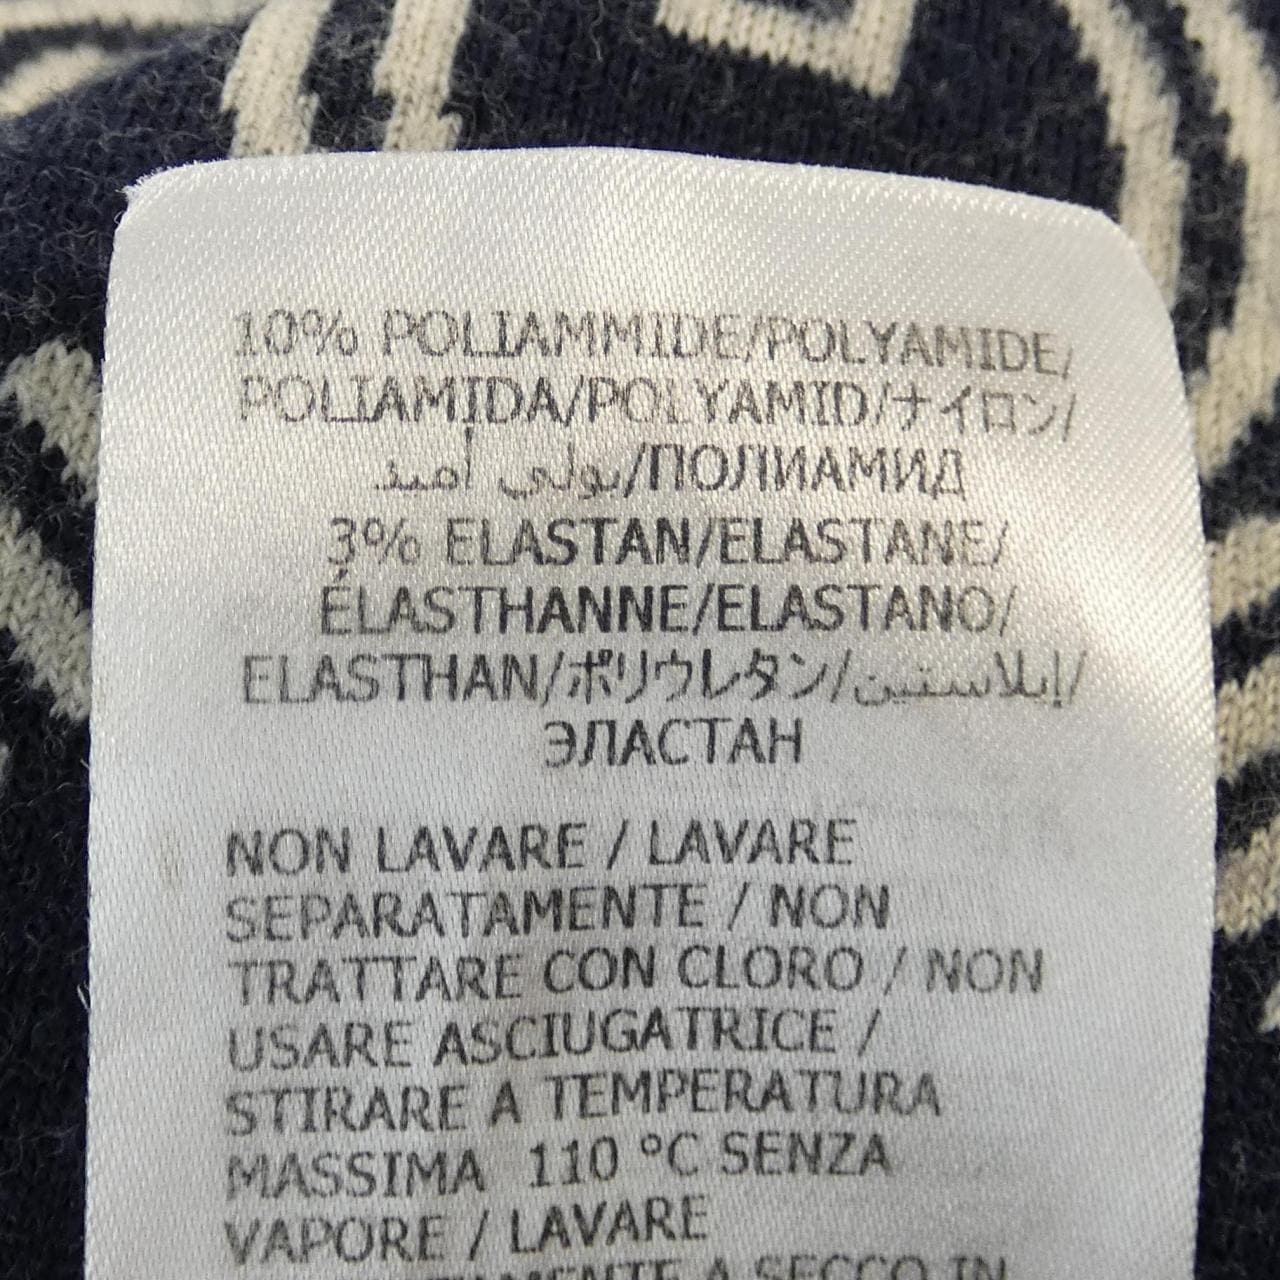 10% POLIAMMIDE/POLYAMIDE/
POLIAMIDA/POLYAMID/ナイロン/
بولي أميد/ПОЛИАМИД
3% ELASTAN/ELASTANE/
ÉLASTHANNE/ELASTANO/
ELASTHAN/ポリウレタン/إيلاستين/
ЭЛАСТАН
NON LAVARE / LAVARE
SEPARATAMENTE / NON
TRATTARE CON CLORO / NON
USARE ASCIUGATRICE /
STIRARE A TEMPERATURA
MASSIMA 110 °C SENZA
VAPORE / LAVARE
A SECCO IN